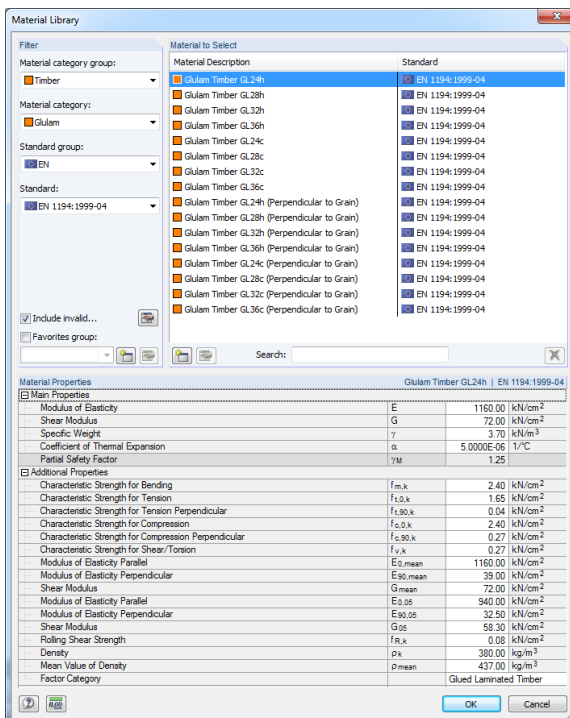 Material Library
Filter
Material category group:
Timber
Material category:
Glulam
Standard group:
EN
Standard:
EN 1194:1999-04
Include invalid...
Favorites group:
Material to Select
Material Description Standard
Glulam Timber GL24h EN 1194:1999-04
Glulam Timber GL28h EN 1194:1999-04
Glulam Timber GL32h EN 1194:1999-04
Glulam Timber GL36h EN 1194:1999-04
Glulam Timber GL24c EN 1194:1999-04
Glulam Timber GL28c EN 1194:1999-04
Glulam Timber GL32c EN 1194:1999-04
Glulam Timber GL36c EN 1194:1999-04
Glulam Timber GL24h (Perpendicular to Grain) EN 1194:1999-04
Glulam Timber GL28h (Perpendicular to Grain) EN 1194:1999-04
Glulam Timber GL32h (Perpendicular to Grain) EN 1194:1999-04
Glulam Timber GL36h (Perpendicular to Grain) EN 1194:1999-04
Glulam Timber GL24c (Perpendicular to Grain) EN 1194:1999-04
Glulam Timber GL28c (Perpendicular to Grain) EN 1194:1999-04
Glulam Timber GL32c (Perpendicular to Grain) EN 1194:1999-04
Glulam Timber GL36c (Perpendicular to Grain) EN 1194:1999-04
Search:
Material Properties Glulam Timber GL24h | EN 1194:1999-04
Main Properties
Modulus of Elasticity E 1160.00 kN/cm2
Shear Modulus G 72.00 kN/cm2
Specific Weight γ 3.70 kN/m3
Coefficient of Thermal Expansion α 5.0000E-06 1/°C
Partial Safety Factor γM 1.25
Additional Properties
Characteristic Strength for Bending fm,k 2.40 kN/cm2
Characteristic Strength for Tension ft,0,k 1.65 kN/cm2
Characteristic Strength for Tension Perpendicular ft,90,k 0.04 kN/cm2
Characteristic Strength for Compression fc,0,k 2.40 kN/cm2
Characteristic Strength for Compression Perpendicular fc,90,k 0.27 kN/cm2
Characteristic Strength for Shear/Torsion fv,k 0.27 kN/cm2
Modulus of Elasticity Parallel E0,mean 1160.00 kN/cm2
Modulus of Elasticity Perpendicular E90,mean 39.00 kN/cm2
Shear Modulus Gmean 72.00 kN/cm2
Modulus of Elasticity Parallel E0,05 940.00 kN/cm2
Modulus of Elasticity Perpendicular E90,05 32.50 kN/cm2
Shear Modulus G05 58.30 kN/cm2
Rolling Shear Strength fR,k 0.08 kN/cm2
Density ρk 380.00 kg/m3
Mean Value of Density ρmean 437.00 kg/m3
Factor Category Glued Laminated Timber
0.00
OK Cancel